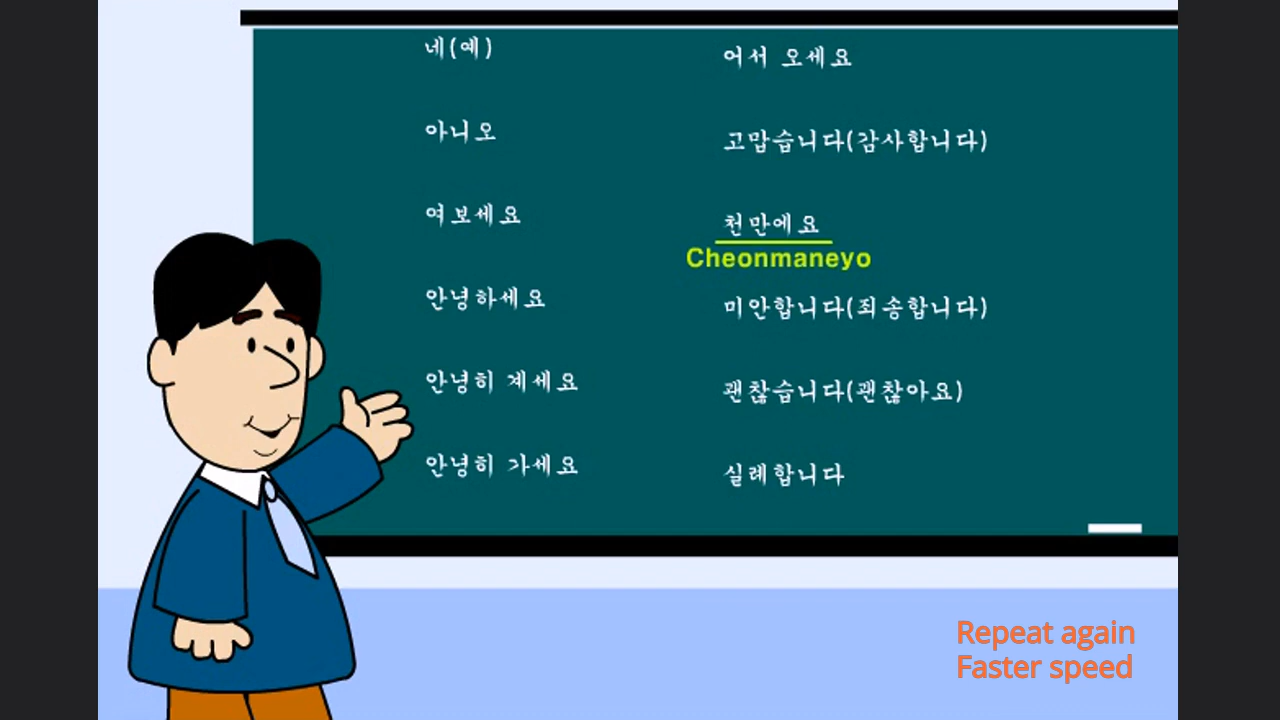 네(예)
아니오
여보세요
안녕하세요
안녕히 계세요
안녕히 가세요
어서 오세요
고맙습니다(감사합니다)
천만에요
Cheonmaneyo
미안합니다(죄송합니다)
괜찮습니다(괜찮아요)
실례합니다
Repeat again
Faster speed